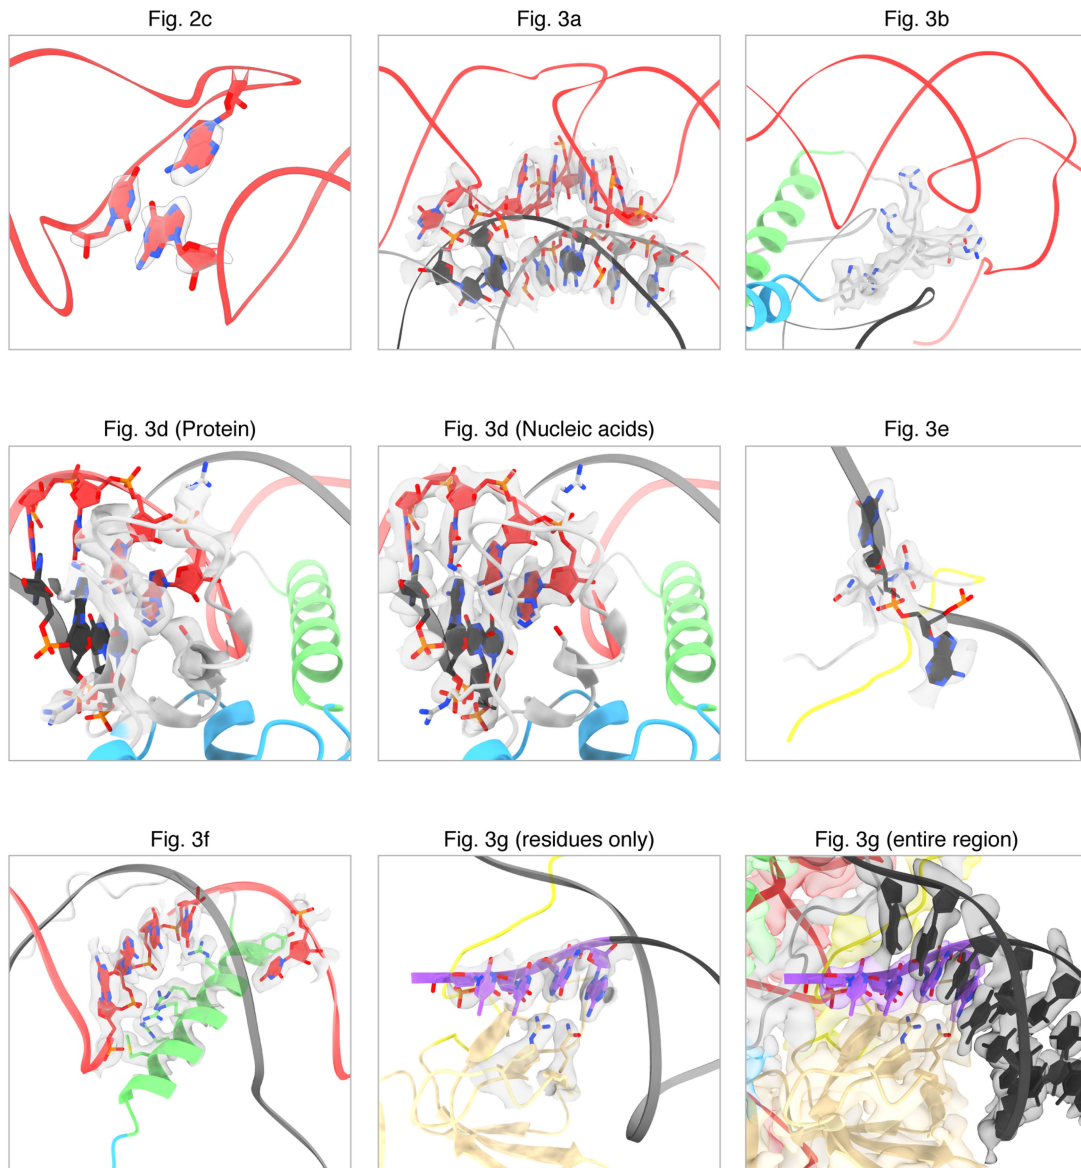 Fig. 2c
Fig. 3a
Fig. 3b
Fig. 3d (Protein)
Fig. 3d (Nucleic acids)
Fig. 3e
Fig. 3f
Fig. 3g (residues only)
Fig. 3g (entire region)